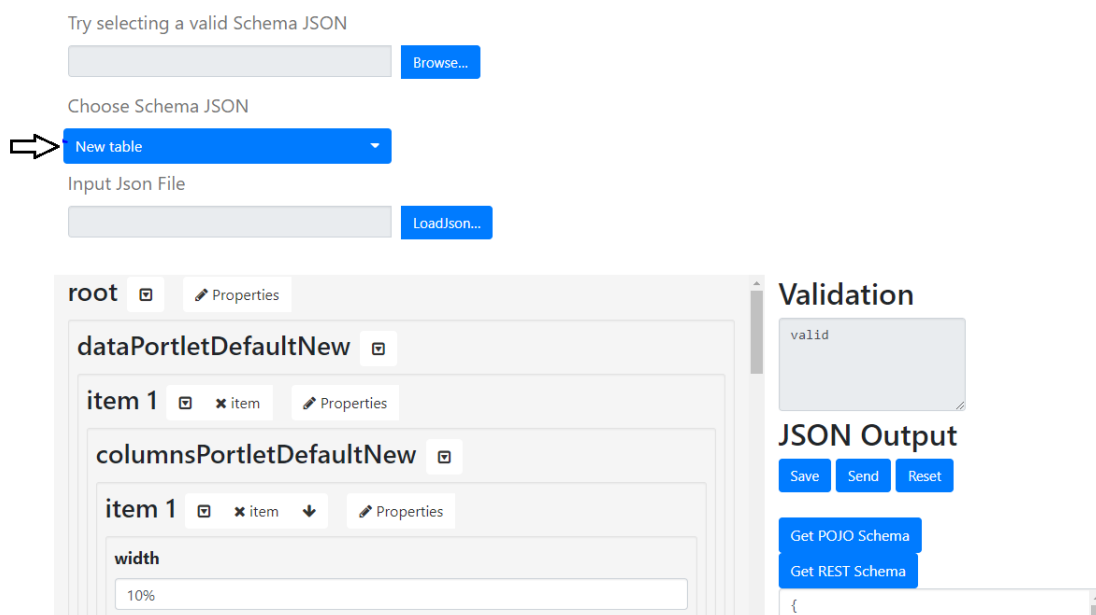 Try selecting a valid Schema JSON
Browse...
Choose Schema JSON
New table
Input Json File
LoadJson...
root Properties
dataPortletDefaultNew
item 1 item Properties
columnsPortletDefaultNew
item 1 item Properties
width
10%
Validation
valid
JSON Output
Save Send Reset
Get POJO Schema
Get REST Schema
{